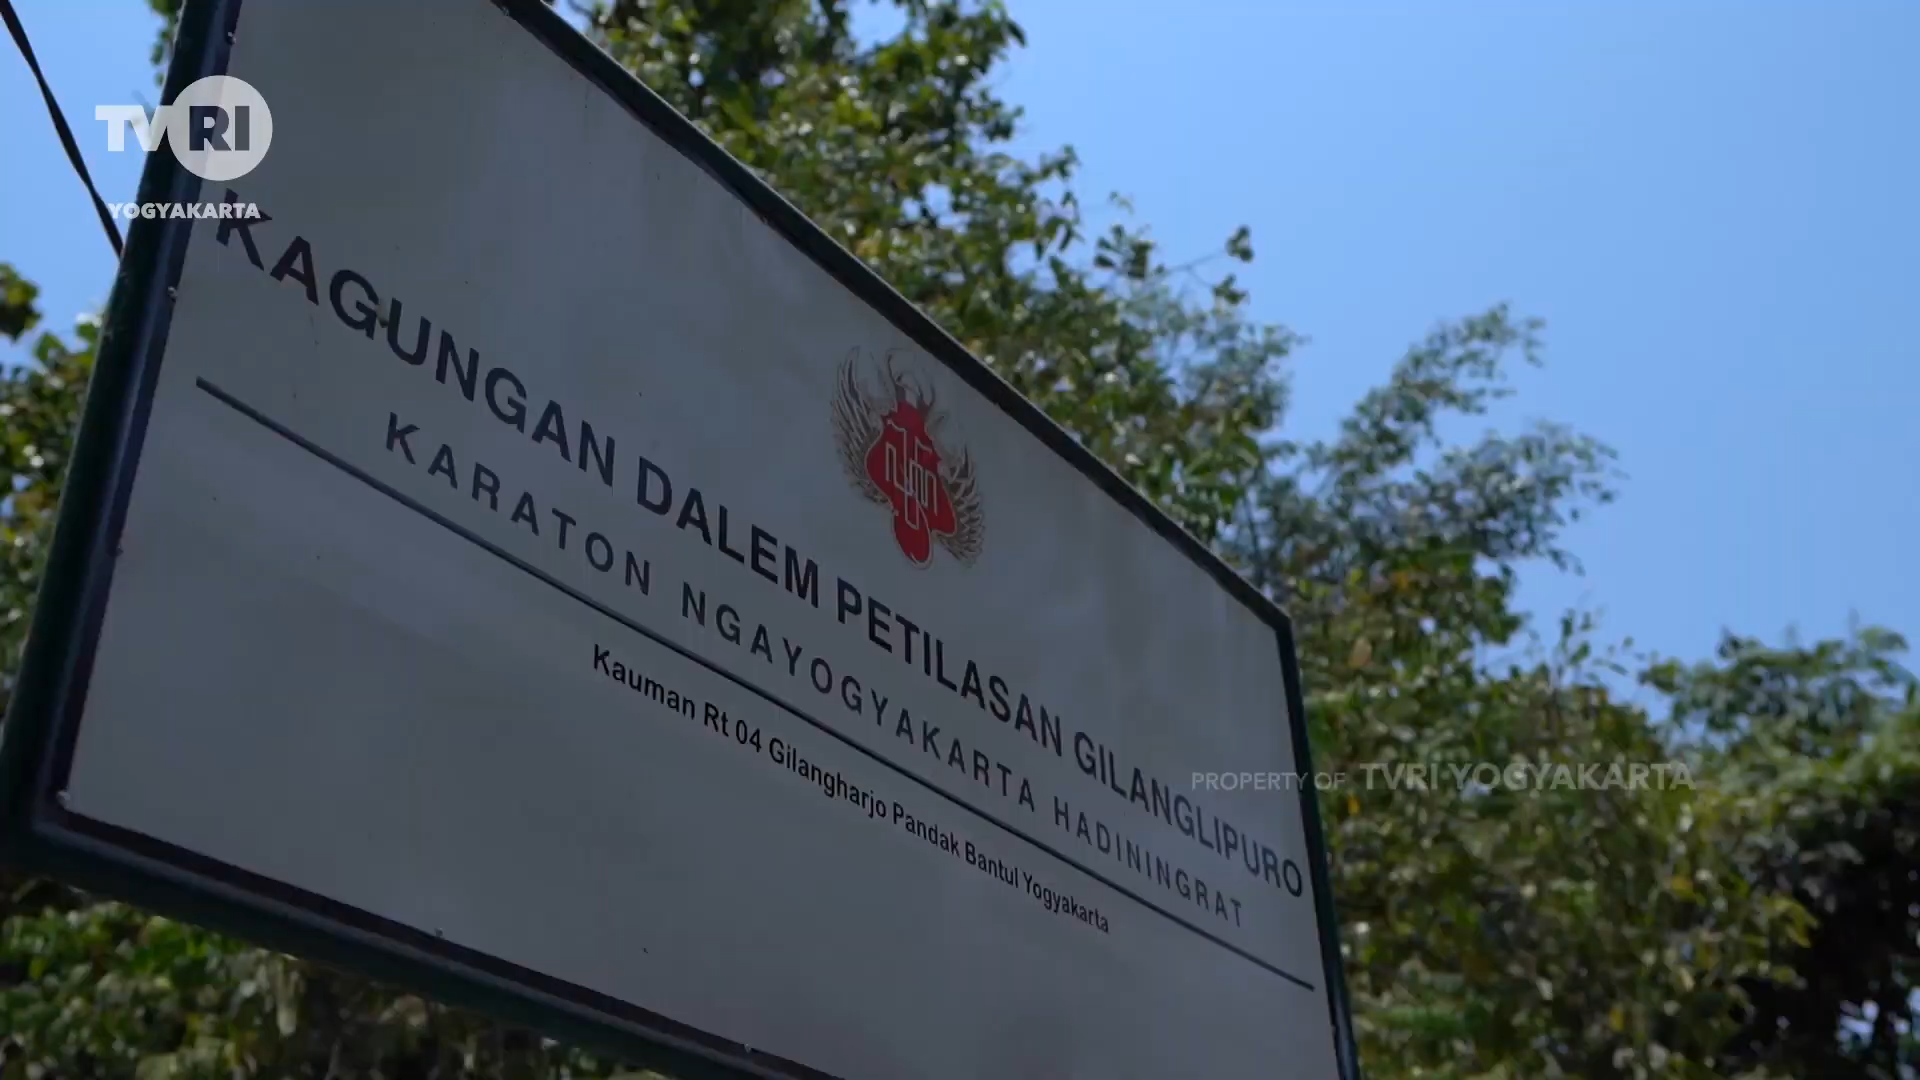 TVRI
YOGYAKARTA
KAGUNGAN DALEM PETILASAN GILANGLIPURO
KARATON NGAYOGYAKARTA HADININGRAT
Kauman Rt 04 Gilangharjo Pandak Bantul Yogyakarta
PROPERTY OF TVRI YOGYAKARTA